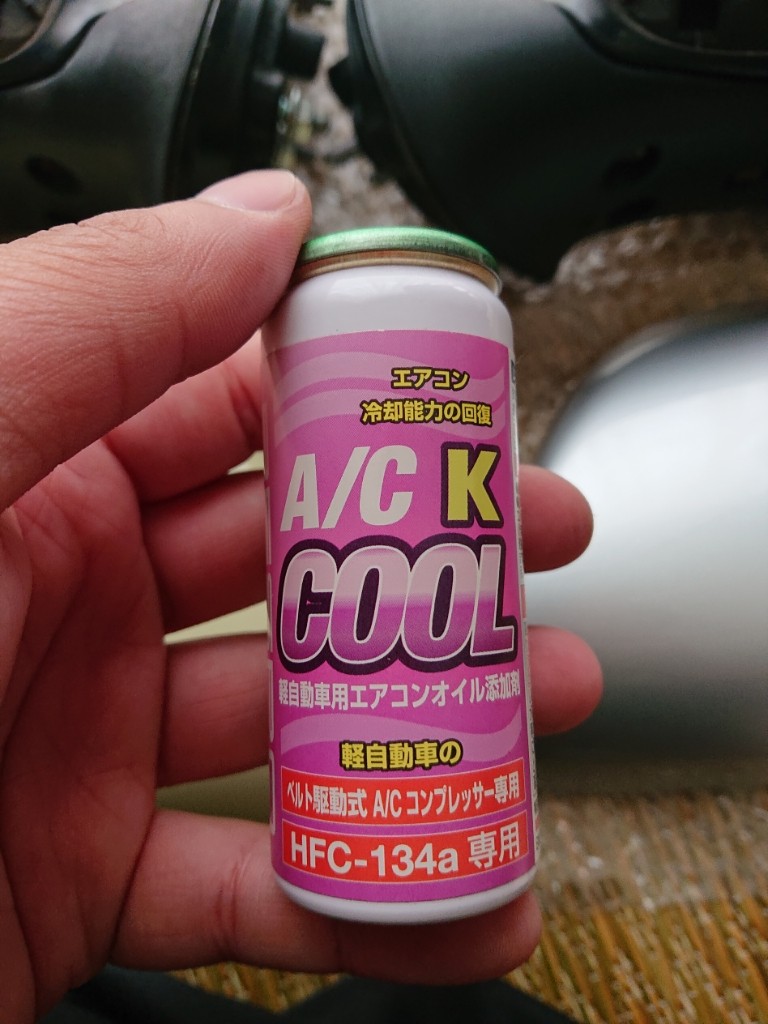 エアコン
冷却能力の回復
A/C K
COOL
軽自動車用エアコンオイル添加剤
軽自動車の
ベルト駆動式 A/Cコンプレッサー専用
HFC-134a 専用